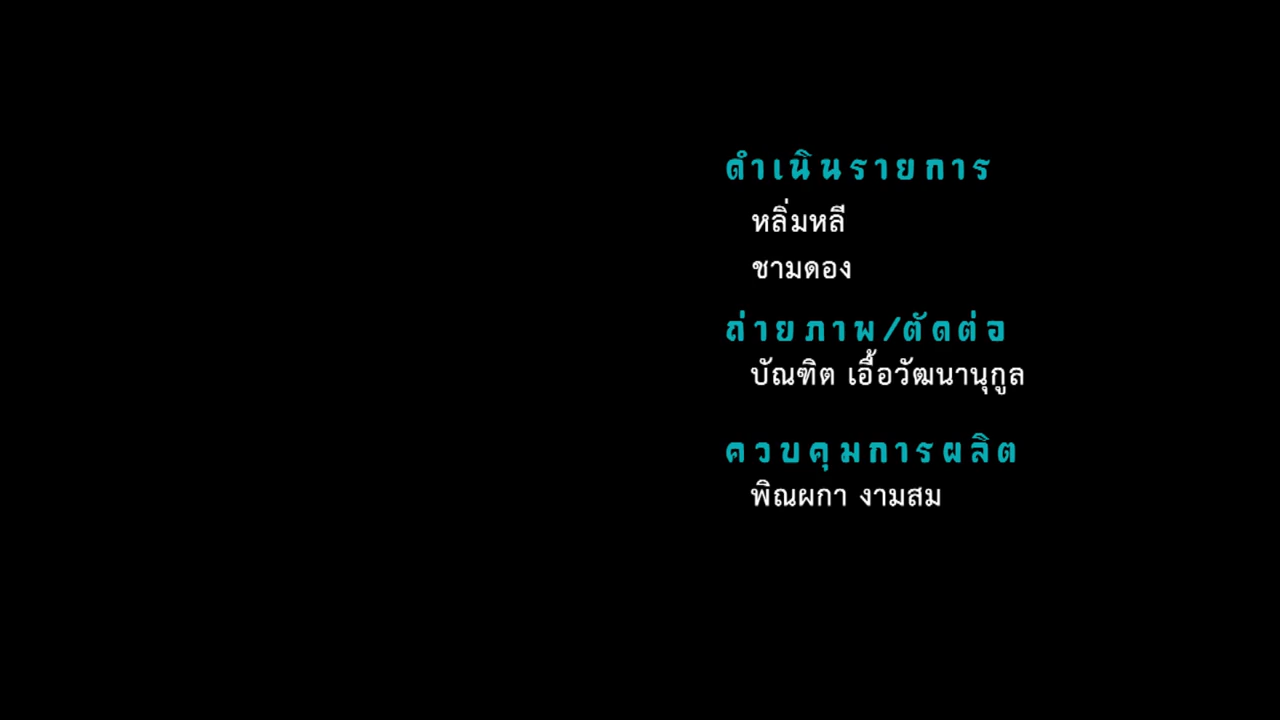 ดำเนินรายการ
หลิ่มหลี
ชามดอง
ถ่ายภาพ/ตัดต่อ
บัณฑิต เอื้อวัฒนานุกูล
ควบคุมการผลิต
พิณผกา งามสม